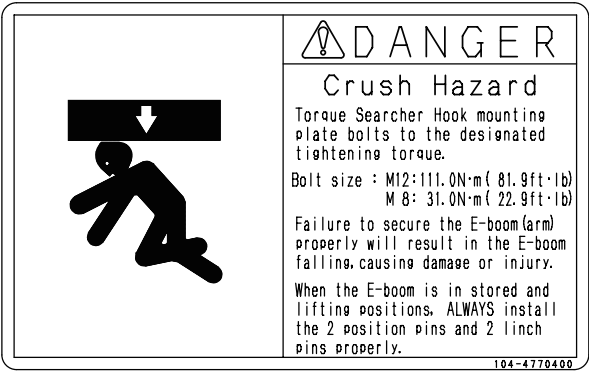 DANGER
Crush Hazard
Torque Searcher Hook mounting
plate bolts to the designated
tightening torque.
Bolt size : M12:111.0N·m( 81.9ft·lb)
M 8: 31.0N·m( 22.9ft·lb)
Failure to secure the E-boom(arm)
properly will result in the E-boom
falling,causing damage or injury.
When the E-boom is in stored and
lifting positions, ALWAYS install
the 2 position pins and 2 linch
pins properly.
104-4770400